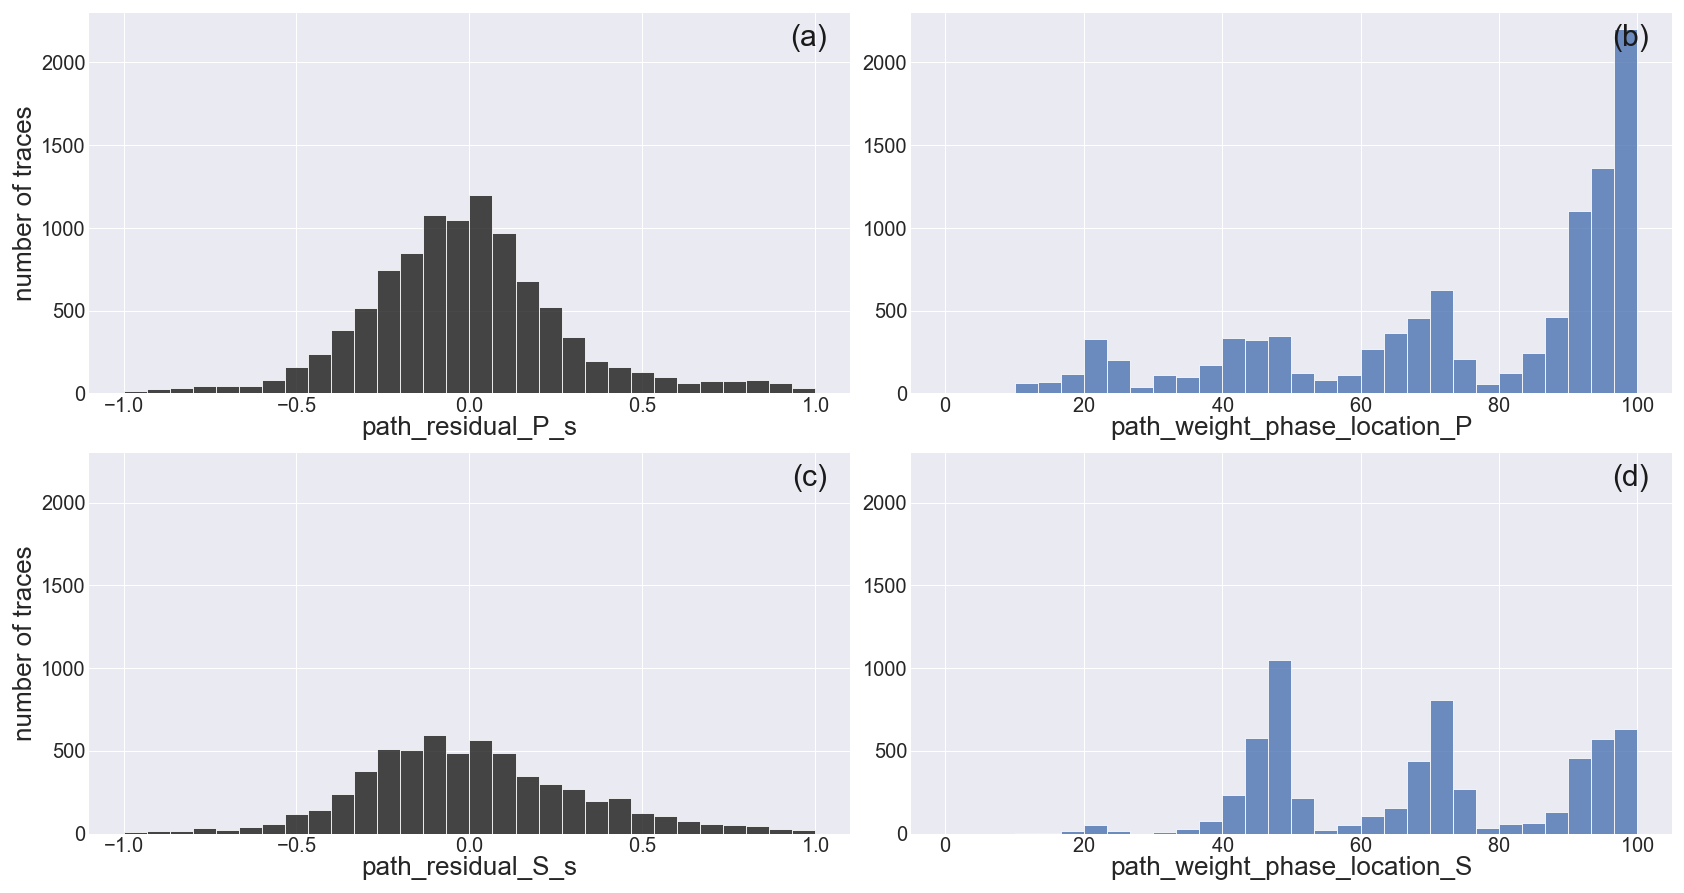 (a)
number of traces
2000
1500
1000
500
0
−1.0 −0.5 0.0 0.5 1.0
path_residual_P_s
(b)
2000
1500
1000
500
0
0 20 40 60 80 100
path_weight_phase_location_P
(c)
number of traces
2000
1500
1000
500
0
−1.0 −0.5 0.0 0.5 1.0
path_residual_S_s
(d)
2000
1500
1000
500
0
0 20 40 60 80 100
path_weight_phase_location_S